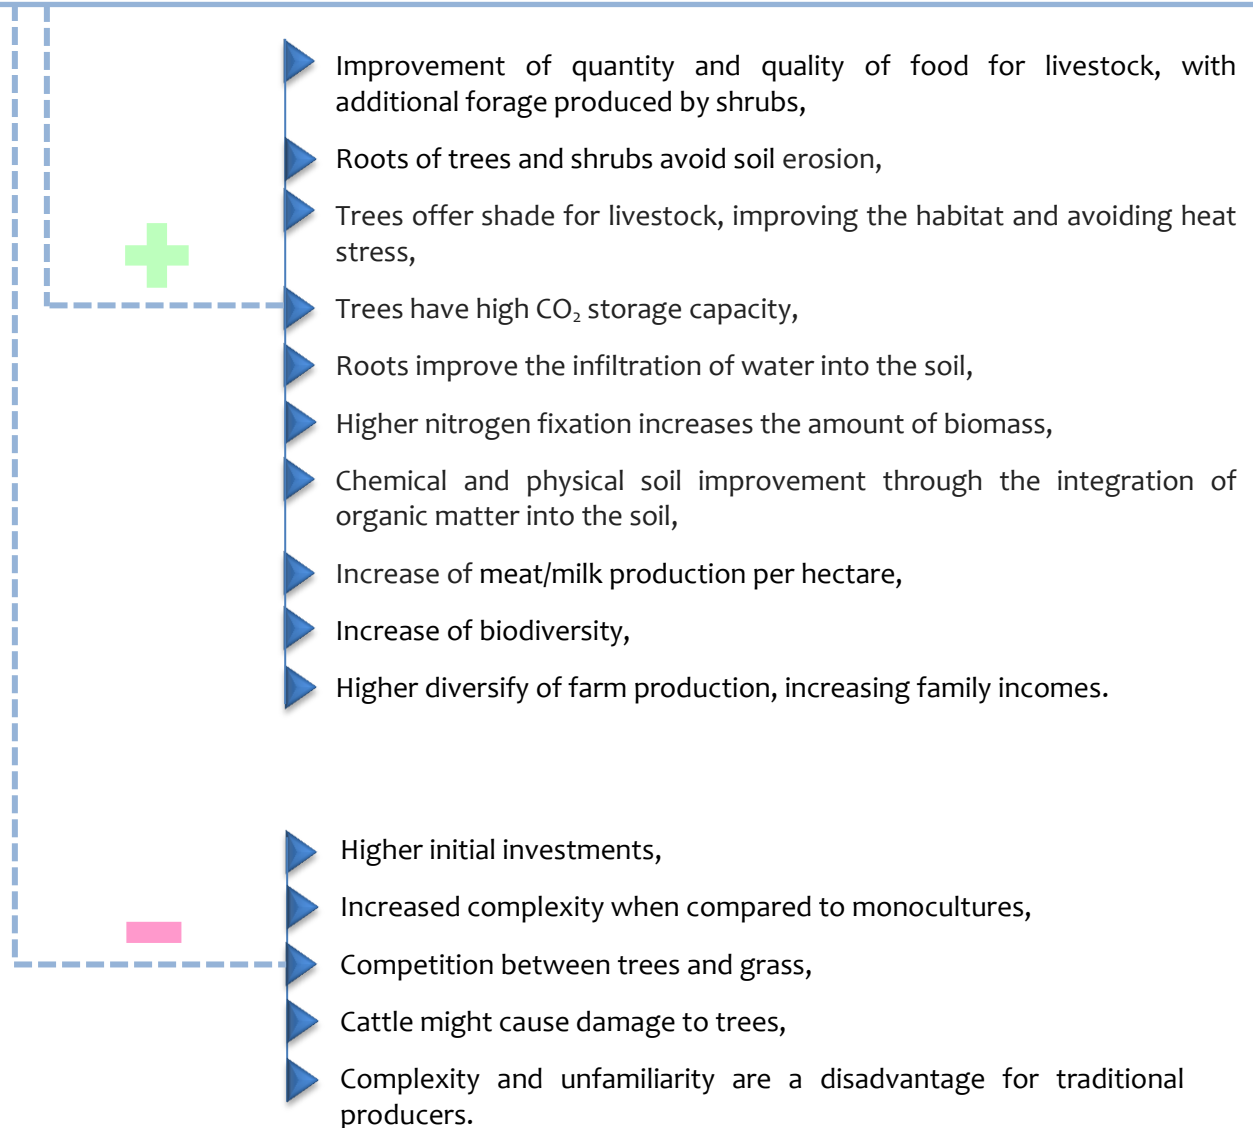 Improvement of quantity and quality of food for livestock, with
additional forage produced by shrubs,
Roots of trees and shrubs avoid soil erosion,
Trees offer shade for livestock, improving the habitat and avoiding heat
stress,
Trees have high CO₂ storage capacity,
Roots improve the infiltration of water into the soil,
Higher nitrogen fixation increases the amount of biomass,
Chemical and physical soil improvement through the integration of
organic matter into the soil,
Increase of meat/milk production per hectare,
Increase of biodiversity,
Higher diversify of farm production, increasing family incomes.
Higher initial investments,
Increased complexity when compared to monocultures,
Competition between trees and grass,
Cattle might cause damage to trees,
Complexity and unfamiliarity are a disadvantage for traditional
producers.